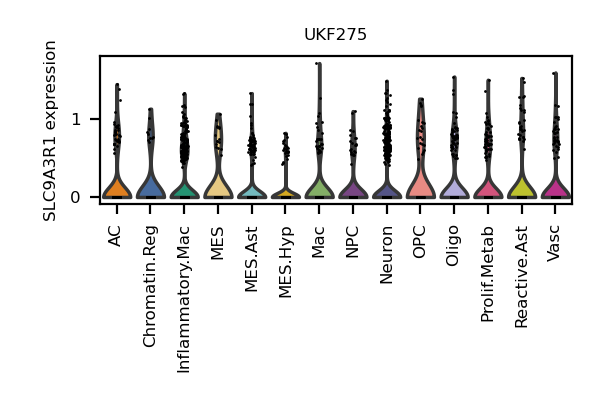 UKF275
SLC9A3R1 expression
1
0
AC
Chromatin.Reg
Inflammatory.Mac
MES
MES.Ast
MES.Hyp
Mac
NPC
Neuron
OPC
Oligo
Prolif.Metab
Reactive.Ast
Vasc